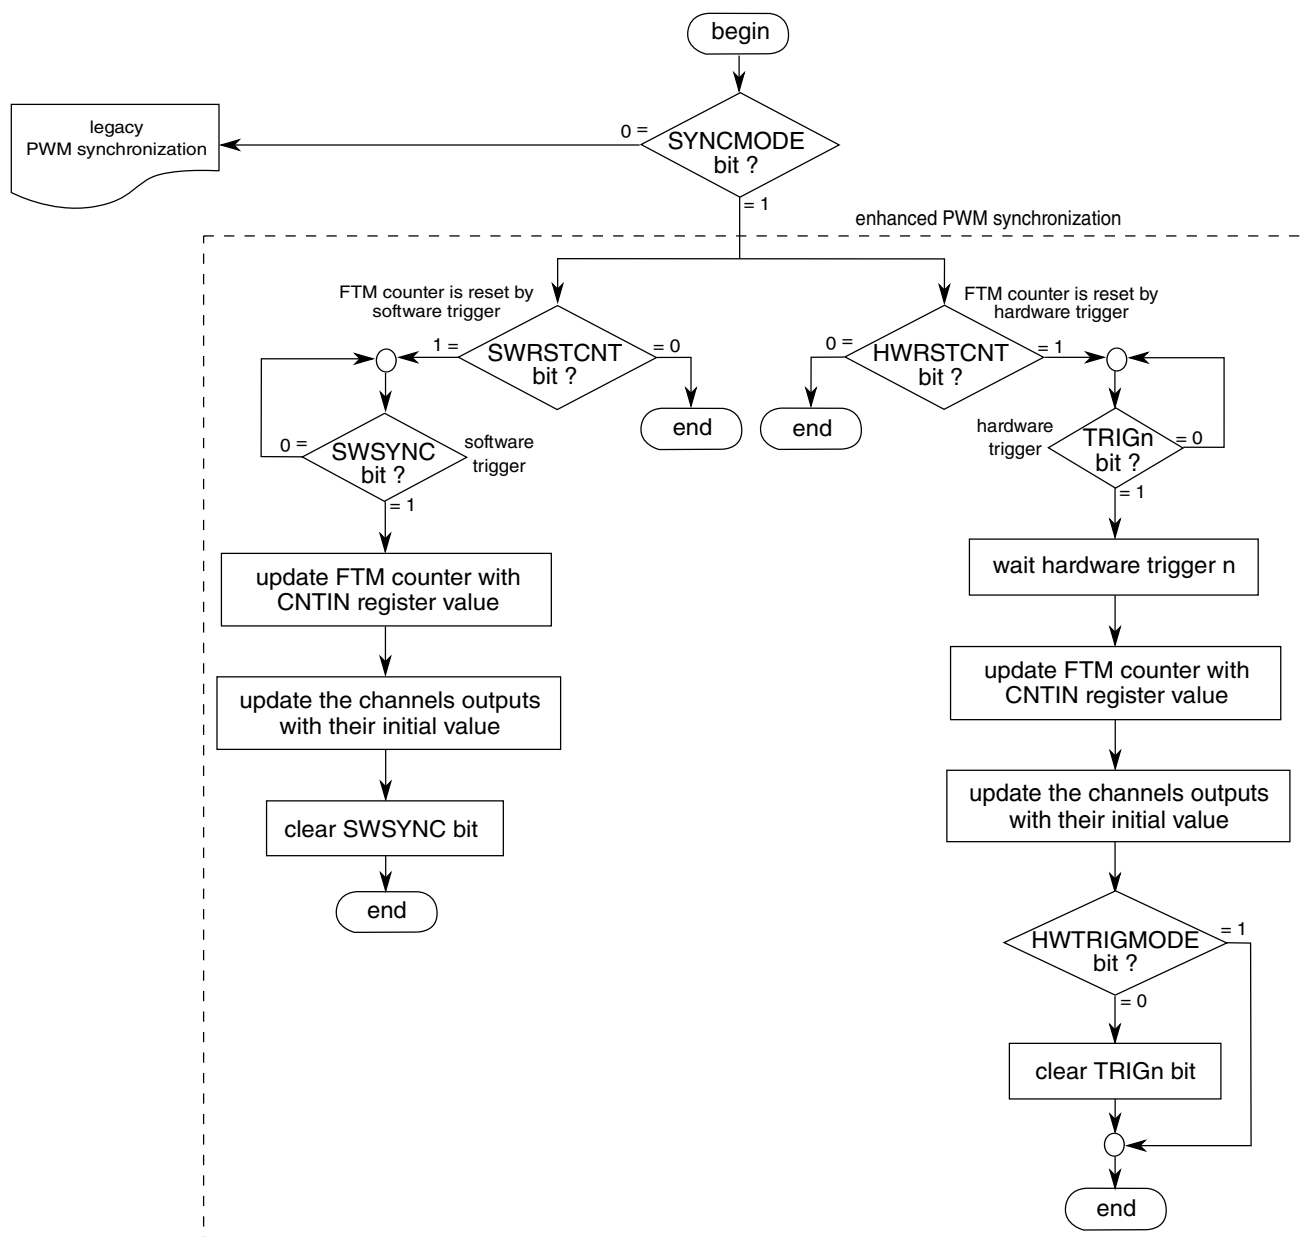 begin
legacy
PWM synchronization
0 =
SYNCMODE
bit ?
= 1
enhanced PWM synchronization
FTM counter is reset by
software trigger
1 =
SWRSTCNT
bit ?
= 0
end
FTM counter is reset by
hardware trigger
0 =
HWRSTCNT
bit ?
= 1
end
0 =
SWSYNC
bit ?
software
trigger
= 1
hardware
trigger
TRIGn
bit ?
= 0
= 1
update FTM counter with
CNTIN register value
update the channels outputs
with their initial value
clear SWSYNC bit
end
wait hardware trigger n
update FTM counter with
CNTIN register value
update the channels outputs
with their initial value
HWTRIGMODE
bit ?
= 1
= 0
clear TRIGn bit
end